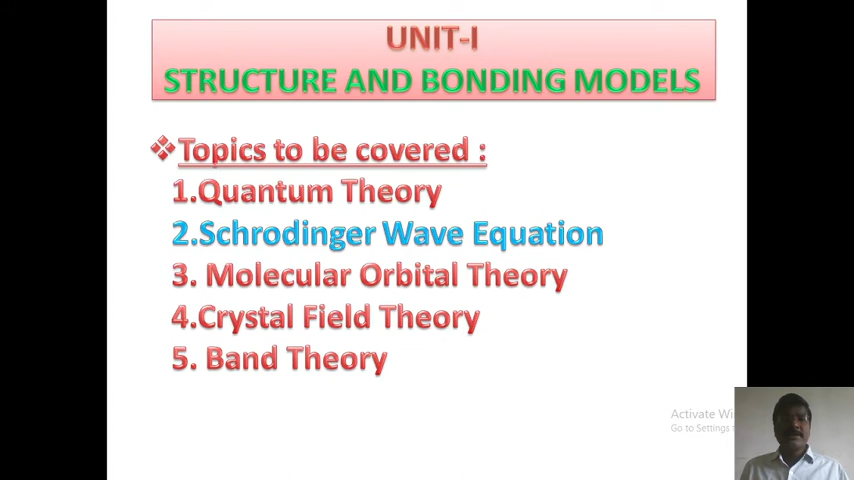 UNIT-I
STRUCTURE AND BONDING MODELS
Topics to be covered :
1.Quantum Theory
2.Schrodinger Wave Equation
3. Molecular Orbital Theory
4.Crystal Field Theory
5. Band Theory
Activate
Go to Settings